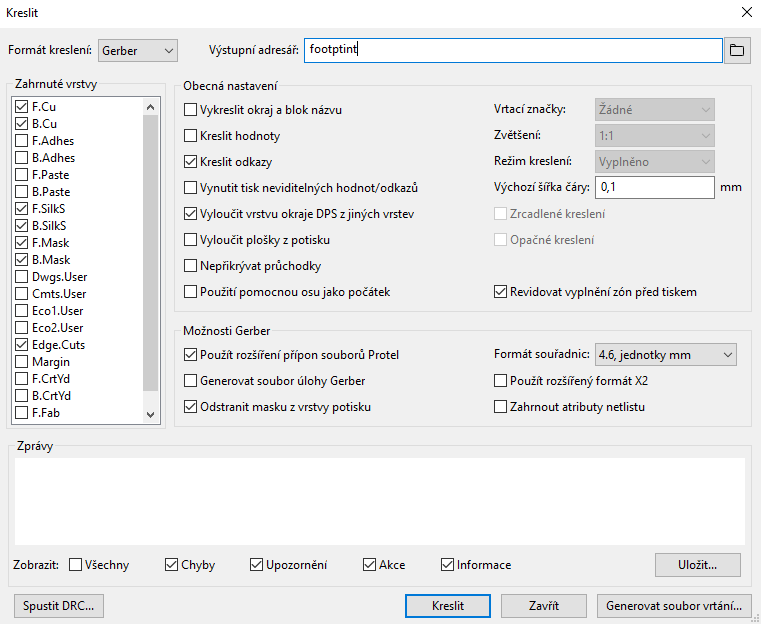 Kreslit
Formát kreslení: Gerber Výstupní adresář: footptint
Zahrnuté vrstvy
F.Cu
B.Cu
F.Adhes
B.Adhes
F.Paste
B.Paste
F.SilkS
B.SilkS
F.Mask
B.Mask
Dwgs.User
Cmts.User
Eco1.User
Eco2.User
Edge.Cuts
Margin
F.CrtYd
B.CrtYd
F.Fab
Obecná nastavení
Vykreslit okraj a blok názvu
Kreslit hodnoty
Kreslit odkazy
Vynutit tisk neviditelných hodnot/odkazů
Vyloučit vrstvu okraje DPS z jiných vrstev
Vyloučit plošky z potisku
Nepřikrývat průchodky
Použití pomocnou osu jako počátek
Vrtací značky: Žádné
Zvětšení: 1:1
Režim kreslení: Vyplněno
Výchozí šířka čáry: 0,1 mm
Zrcadlené kreslení
Opačné kreslení
Revidovat vyplnění zón před tiskem
Možnosti Gerber
Použít rozšíření přípon souborů Protel
Generovat soubor úlohy Gerber
Odstranit masku z vrstvy potisku
Formát souřadnic: 4.6, jednotky mm
Použít rozšířený formát X2
Zahrnout atributy netlistu
Zprávy
Zobrazit: Všechny Chyby Upozornění Akce Informace Uložit...
Spustit DRC... Kreslit Zavřít Generovat soubor vrtání...